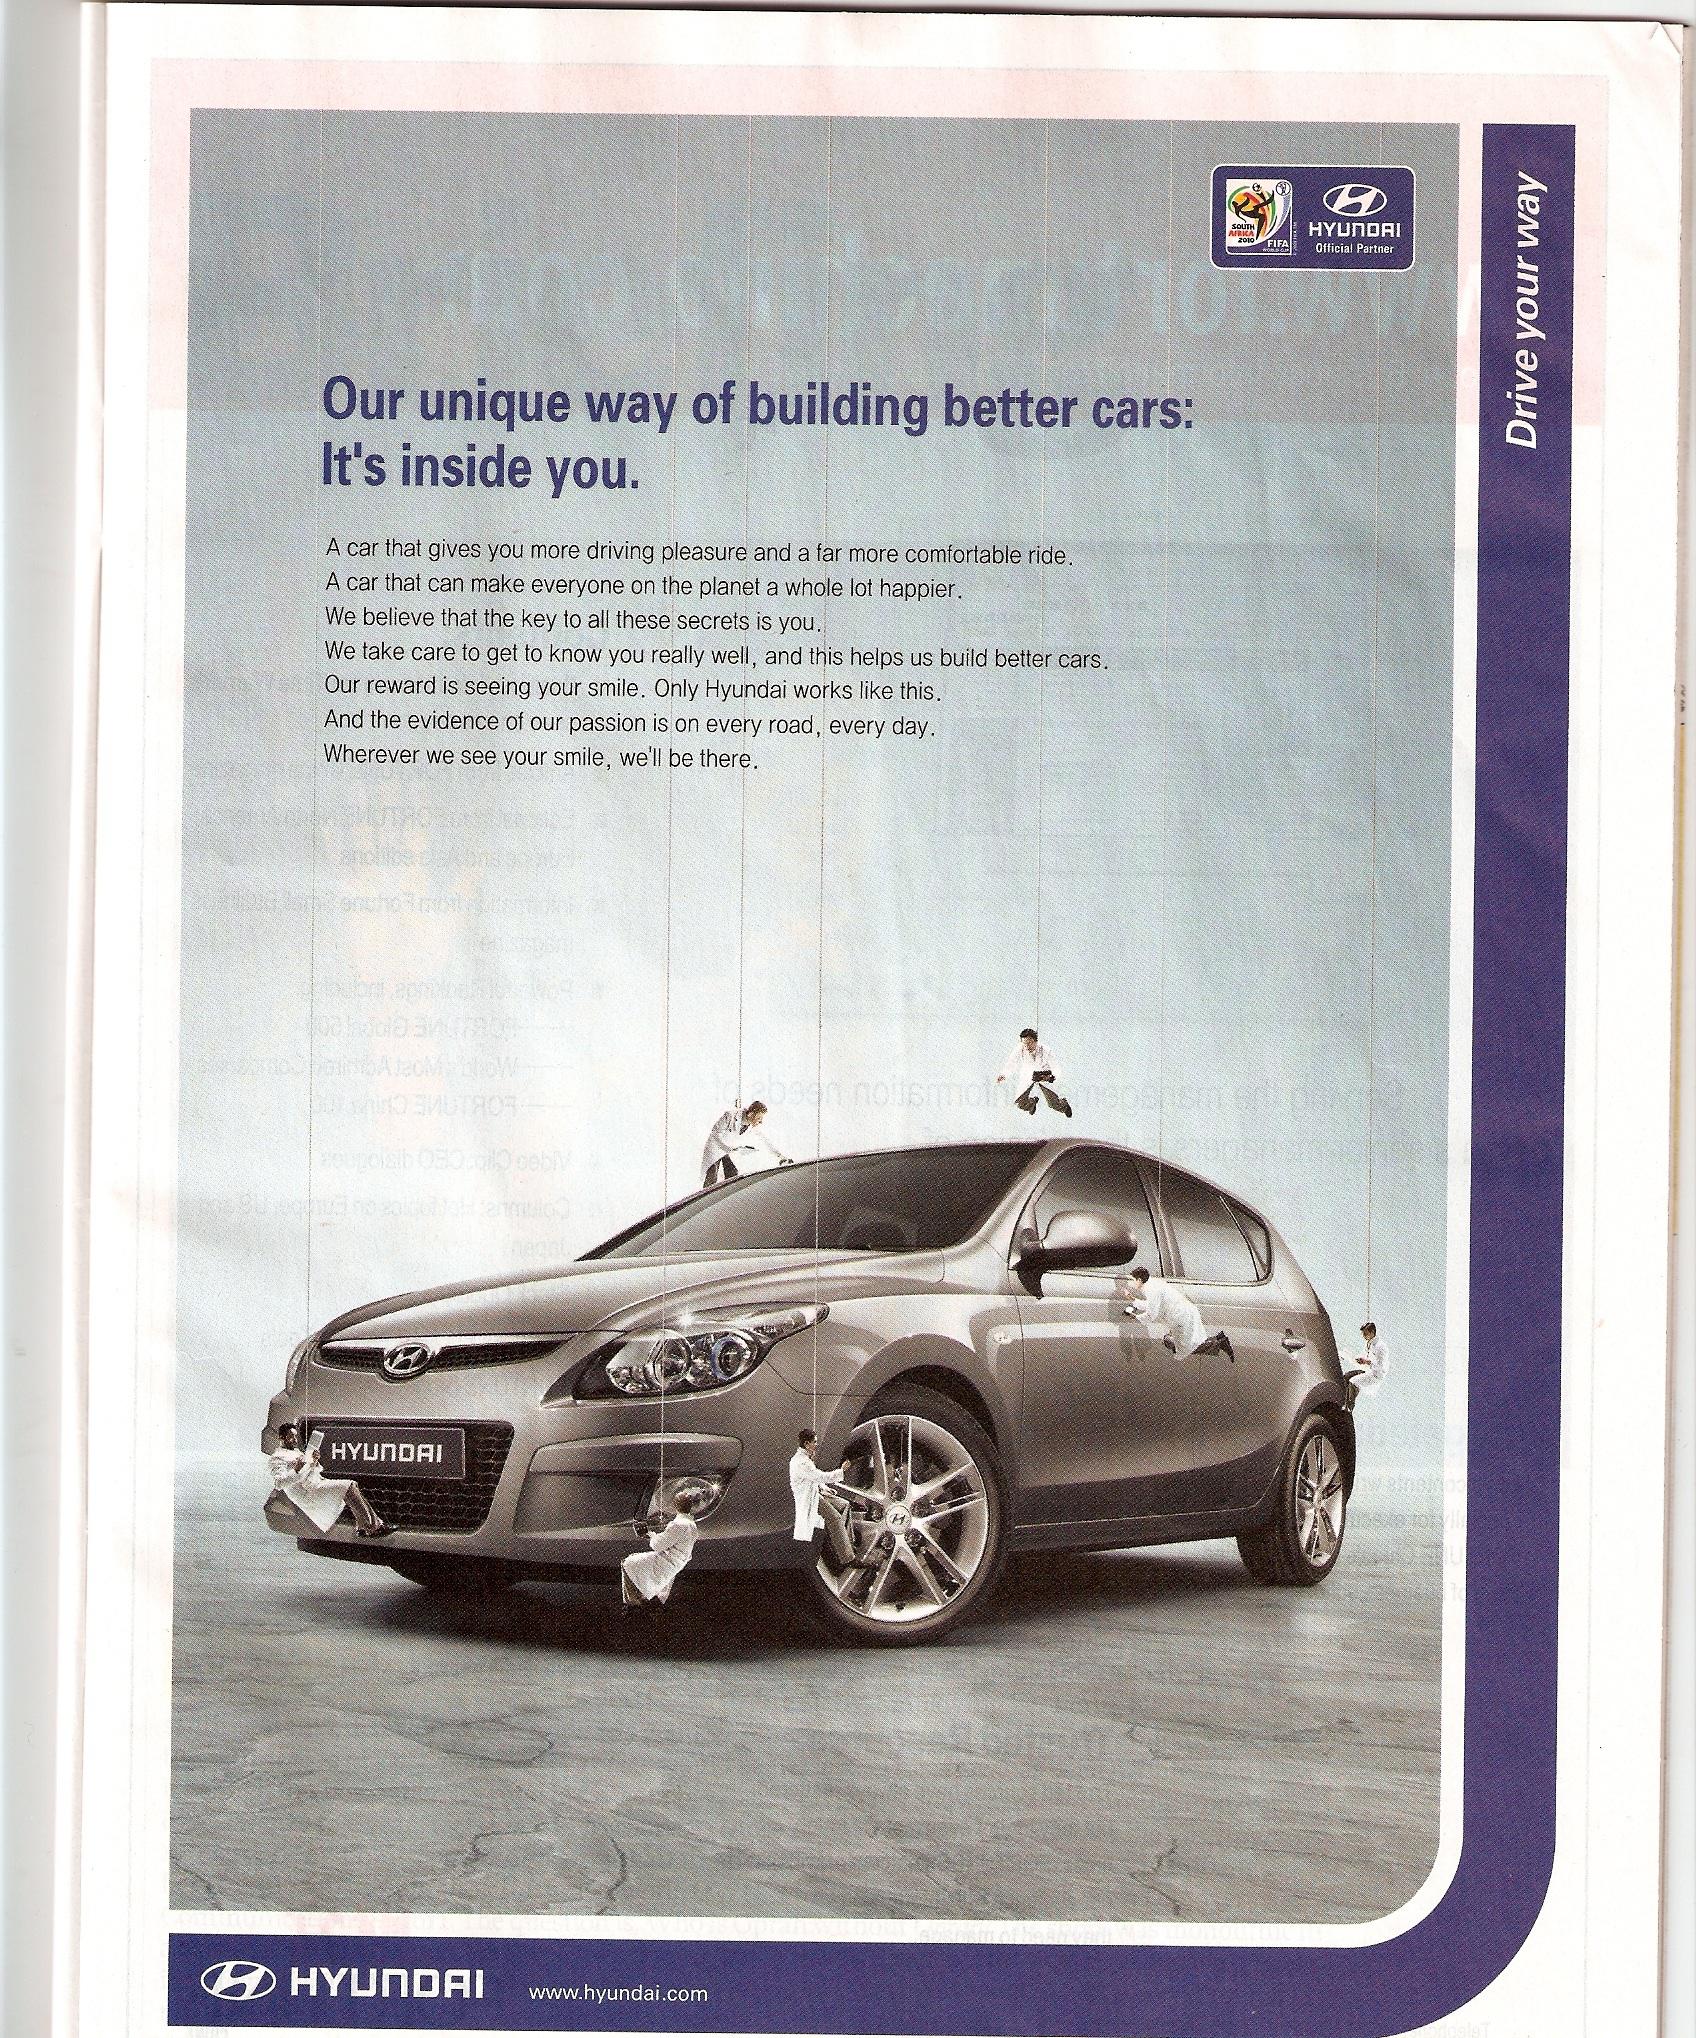 SOUTH
AFRICA
2010
FIFA
WORLD CUP
HYUNDAI
Official Partner
Drive your way
Our unique way of building better cars:
It's inside you.
A car that gives you more driving pleasure and a far more comfortable ride.
A car that can make everyone on the planet a whole lot happier.
We believe that the key to all these secrets is you.
We take care to get to know you really well, and this helps us build better cars.
Our reward is seeing your smile. Only Hyundai works like this.
And the evidence of our passion is on every road, every day.
Wherever we see your smile, we'll be there.
HYUNDAI
HYUNDAI
www.hyundai.com